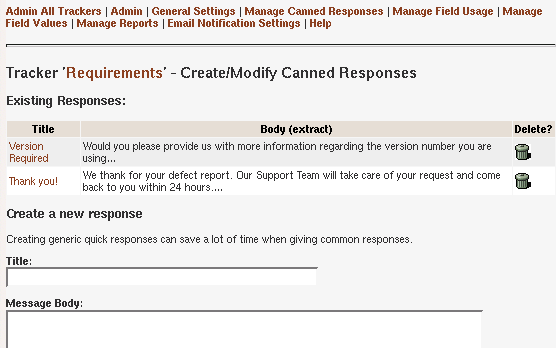 Admin All Trackers | Admin | General Settings | Manage Canned Responses | Manage Field Usage | Manage
Field Values | Manage Reports | Email Notification Settings | Help
Tracker 'Requirements' - Create/Modify Canned Responses
Existing Responses:
Title Body (extract) Delete?
Version Would you please provide us with more information regarding the version number you are
Required using...
Thank you! We thank for your defect report. Our Support Team will take care of your request and come
back to you within 24 hours....
Create a new response
Creating generic quick responses can save a lot of time when giving common responses.
Title:
Message Body: